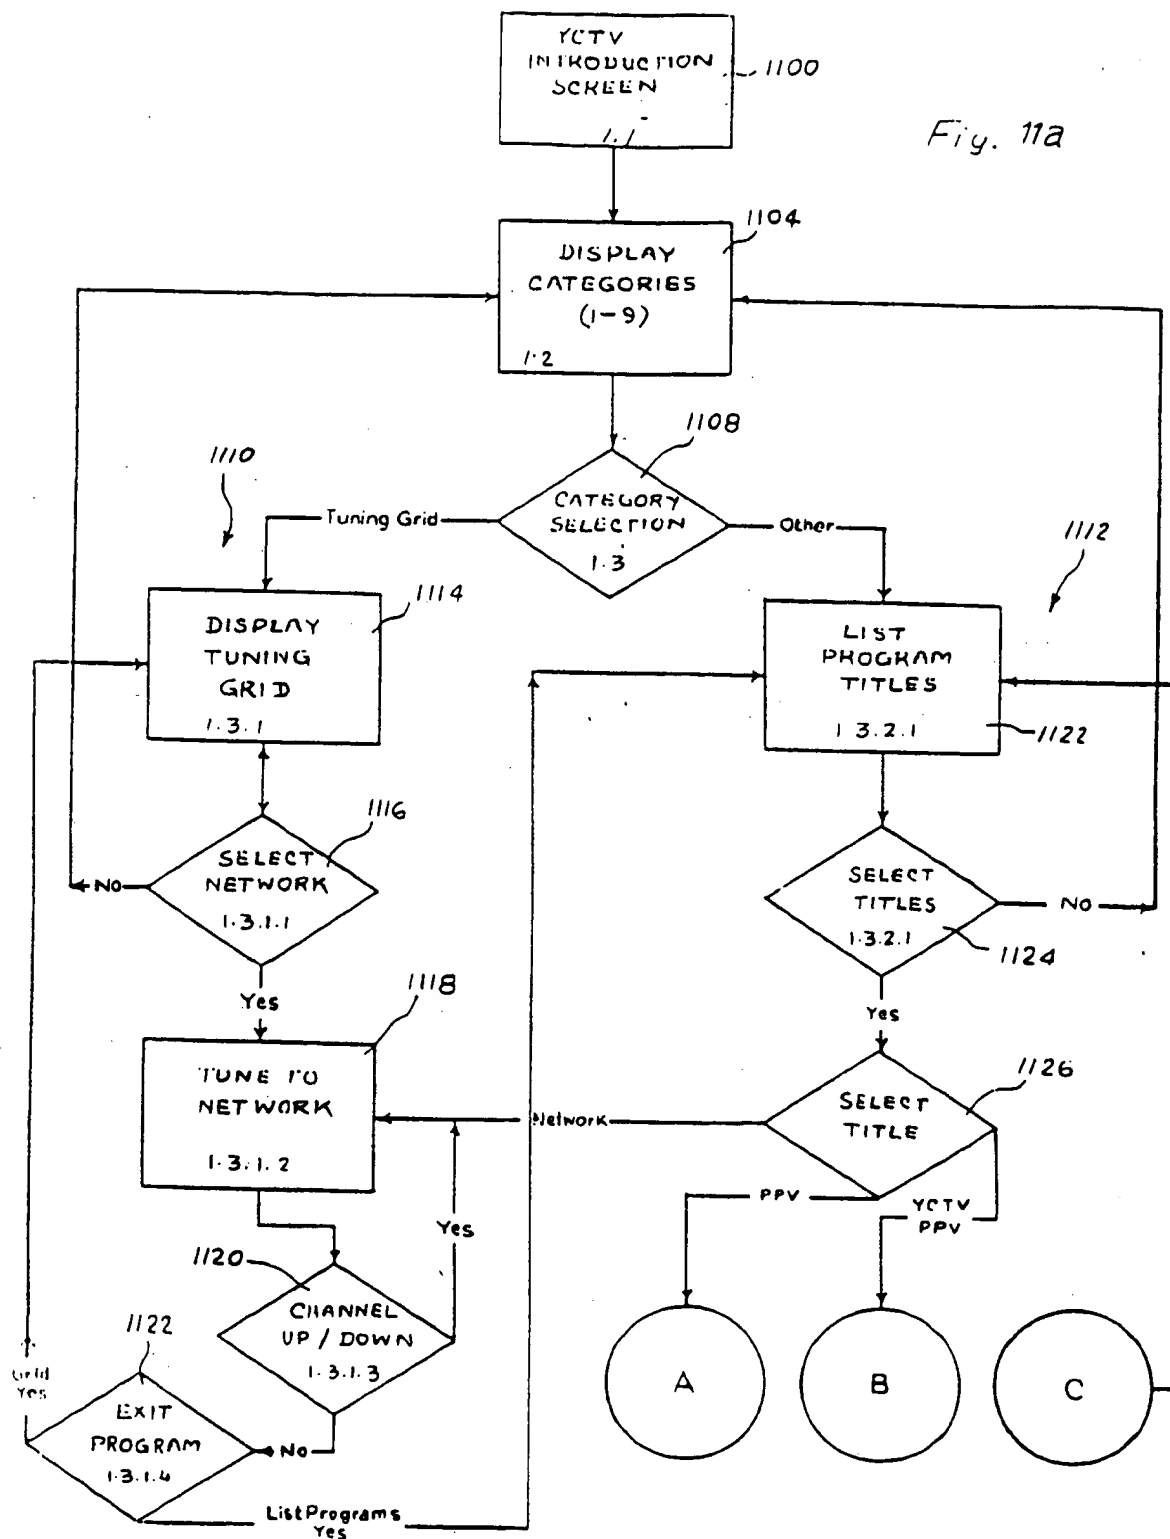 YCTV
INTRODUCTION
SCREEN
1.1
1100
Fig. 11a
1104
DISPLAY
CATEGORIES
(1-9)
1.2
1108
1110
CATEGORY
SELECTION
1.3
Tuning Grid
Other
1112
1114
DISPLAY
TUNING
GRID
1.3.1
LIST
PROGRAM
TITLES
1.3.2.1
1122
1116
SELECT
NETWORK
1.3.1.1
No
SELECT
TITLES
1.3.2.1
NO
1124
Yes
Yes
1118
TUNE TO
NETWORK
1.3.1.2
1126
SELECT
TITLE
Network
PPV
YCTV
PPV
Yes
1120
CHANNEL
UP / DOWN
1.3.1.3
1122
Grid
Yes
EXIT
PROGRAM
1.3.1.4
No
List Programs
Yes
A
B
C